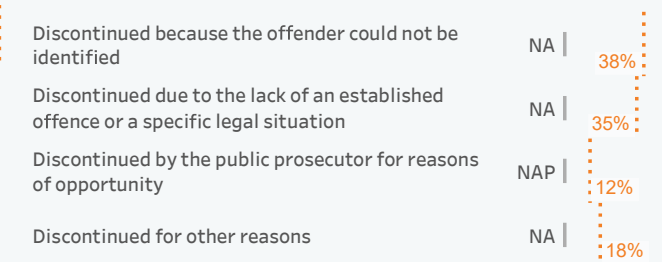 Discontinued because the offender could not be
identified
NA
38%
Discontinued due to the lack of an established
offence or a specific legal situation
NA
35%
Discontinued by the public prosecutor for reasons
of opportunity
NAP
12%
Discontinued for other reasons
NA
18%